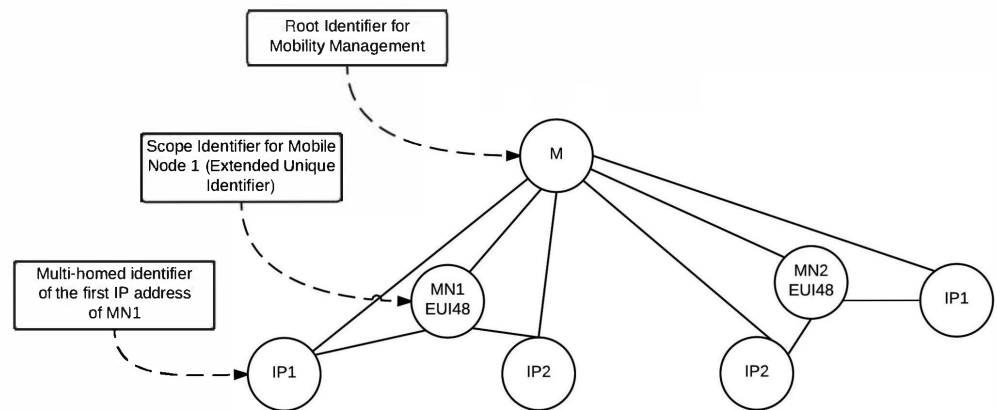 Root Identifier for
Mobility Management
M
Scope Identifier for Mobile
Node 1 (Extended Unique
Identifier)
Multi-homed identifier
of the first IP address
of MN1
MN1
EUI48
MN2
EUI48
IP1
IP1
IP2
IP2